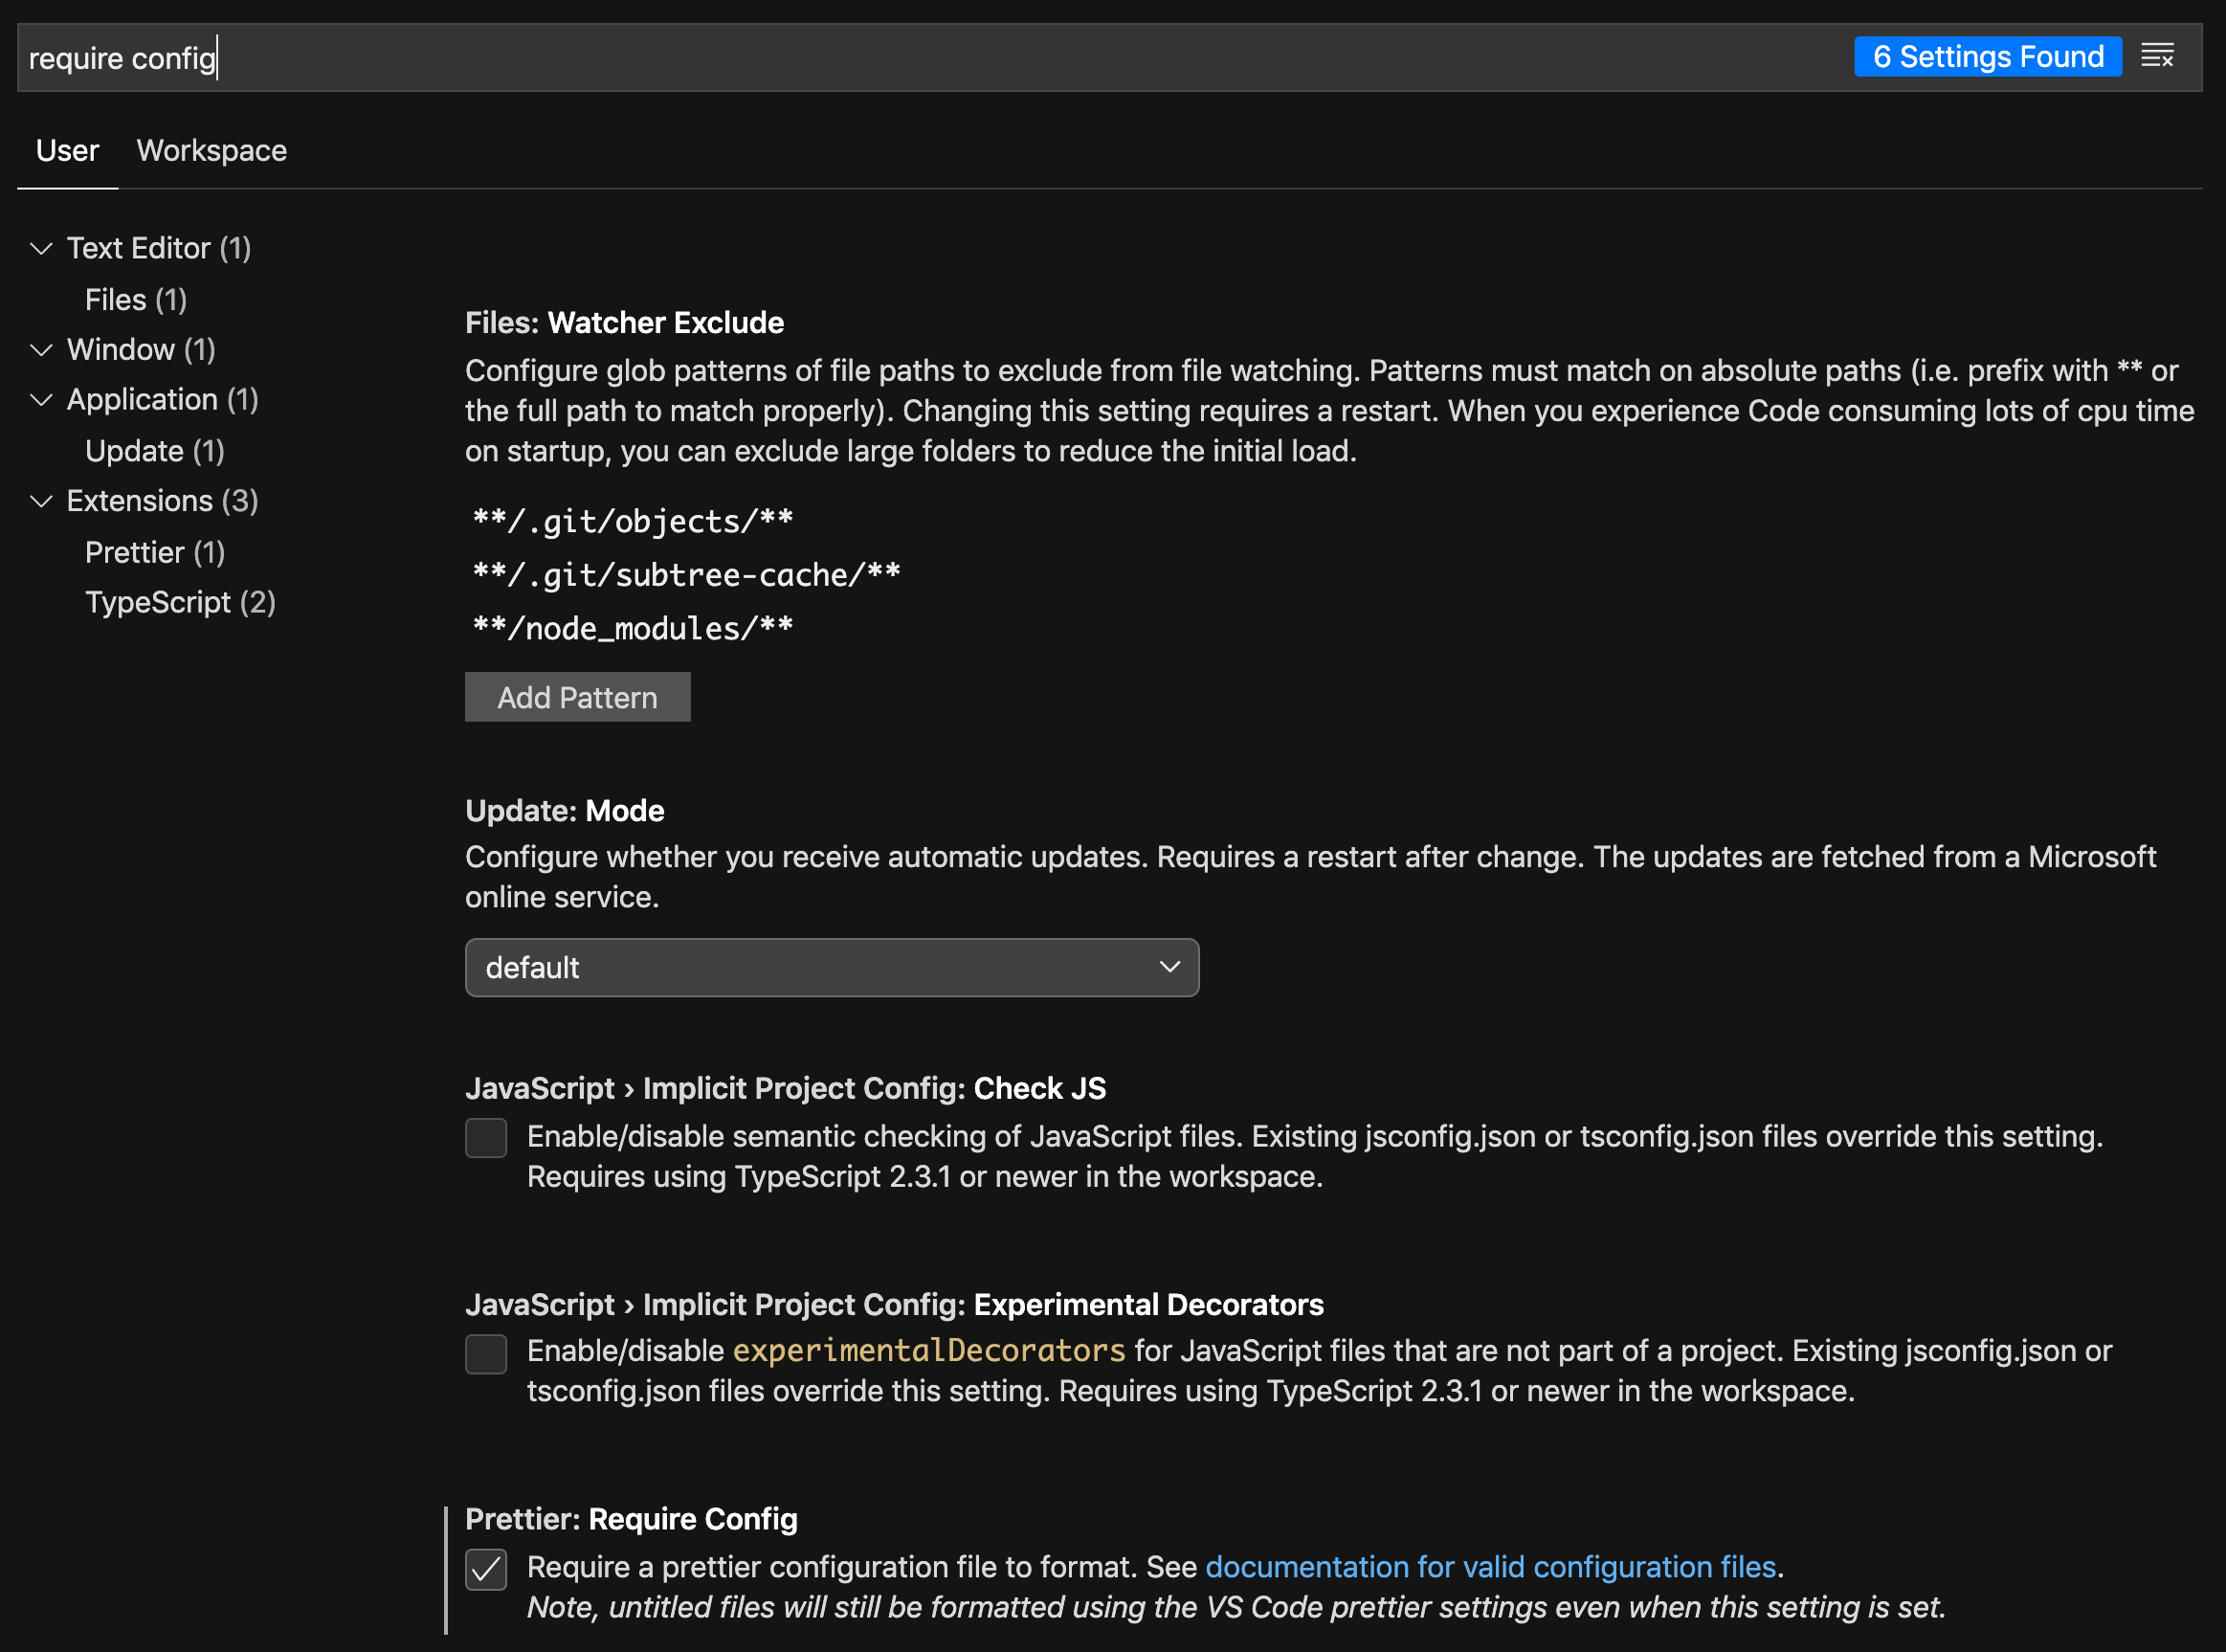 require config
6 Settings Found
User
Workspace
Text Editor (1)
Files (1)
Window (1)
Application (1)
Update (1)
Extensions (3)
Prettier (1)
TypeScript (2)
Files: Watcher Exclude
Configure glob patterns of file paths to exclude from file watching. Patterns must match on absolute paths (i.e. prefix with ** or
the full path to match properly). Changing this setting requires a restart. When you experience Code consuming lots of cpu time
on startup, you can exclude large folders to reduce the initial load.
**/.git/objects/**
**/.git/subtree-cache/**
**/node_modules/**
Add Pattern
Update: Mode
Configure whether you receive automatic updates. Requires a restart after change. The updates are fetched from a Microsoft
online service.
default
JavaScript › Implicit Project Config: Check JS
Enable/disable semantic checking of JavaScript files. Existing jsconfig.json or tsconfig.json files override this setting.
Requires using TypeScript 2.3.1 or newer in the workspace.
JavaScript › Implicit Project Config: Experimental Decorators
Enable/disable experimentalDecorators for JavaScript files that are not part of a project. Existing jsconfig.json or
tsconfig.json files override this setting. Requires using TypeScript 2.3.1 or newer in the workspace.
Prettier: Require Config
Require a prettier configuration file to format. See documentation for valid configuration files.
Note, untitled files will still be formatted using the VS Code prettier settings even when this setting is set.